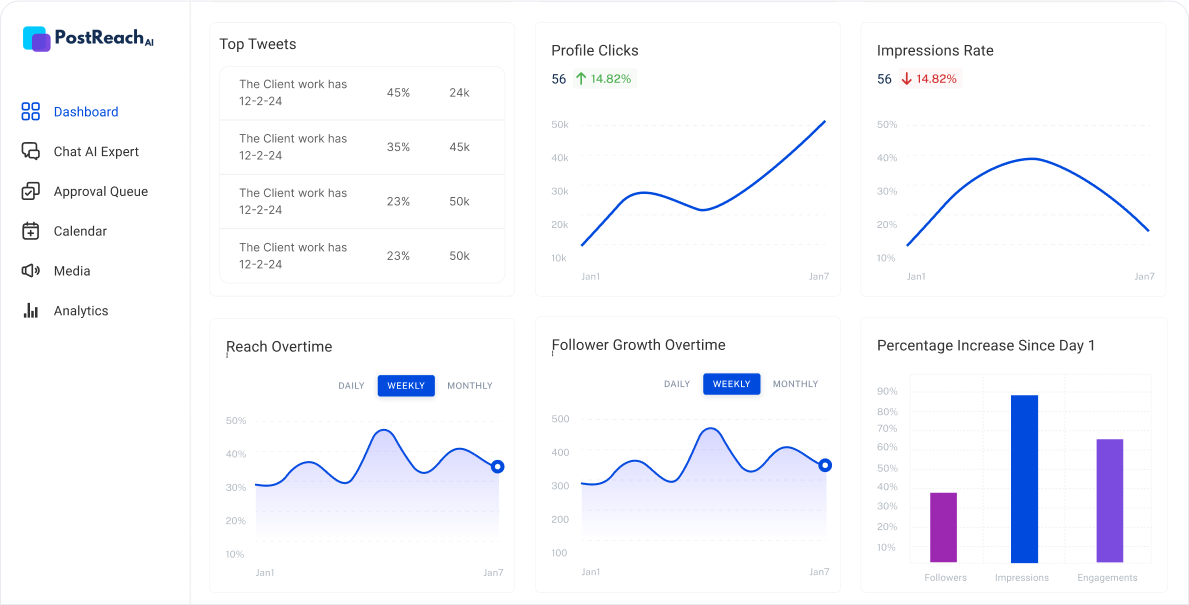 PostReachAI
Dashboard
Chat AI Expert
Approval Queue
Calendar
Media
Analytics
Top Tweets
The Client work has
12-2-24
45%
24k
The Client work has
12-2-24
35%
45k
The Client work has
12-2-24
23%
50k
The Client work has
12-2-24
23%
50k
Profile Clicks
56 ↑ 14.82%
50k
40k
30k
20k
10k
Jan1
Jan7
Impressions Rate
56 ↓ 14.82%
50%
40%
30%
20%
10%
Jan1
Jan7
Reach Overtime
DAILY WEEKLY MONTHLY
50%
40%
30%
20%
10%
Jan1
Jan7
Follower Growth Overtime
DAILY WEEKLY MONTHLY
500
400
300
200
100
Jan1
Jan7
Percentage Increase Since Day 1
90%
80%
70%
60%
50%
40%
30%
20%
10%
Followers
Impressions
Engagements